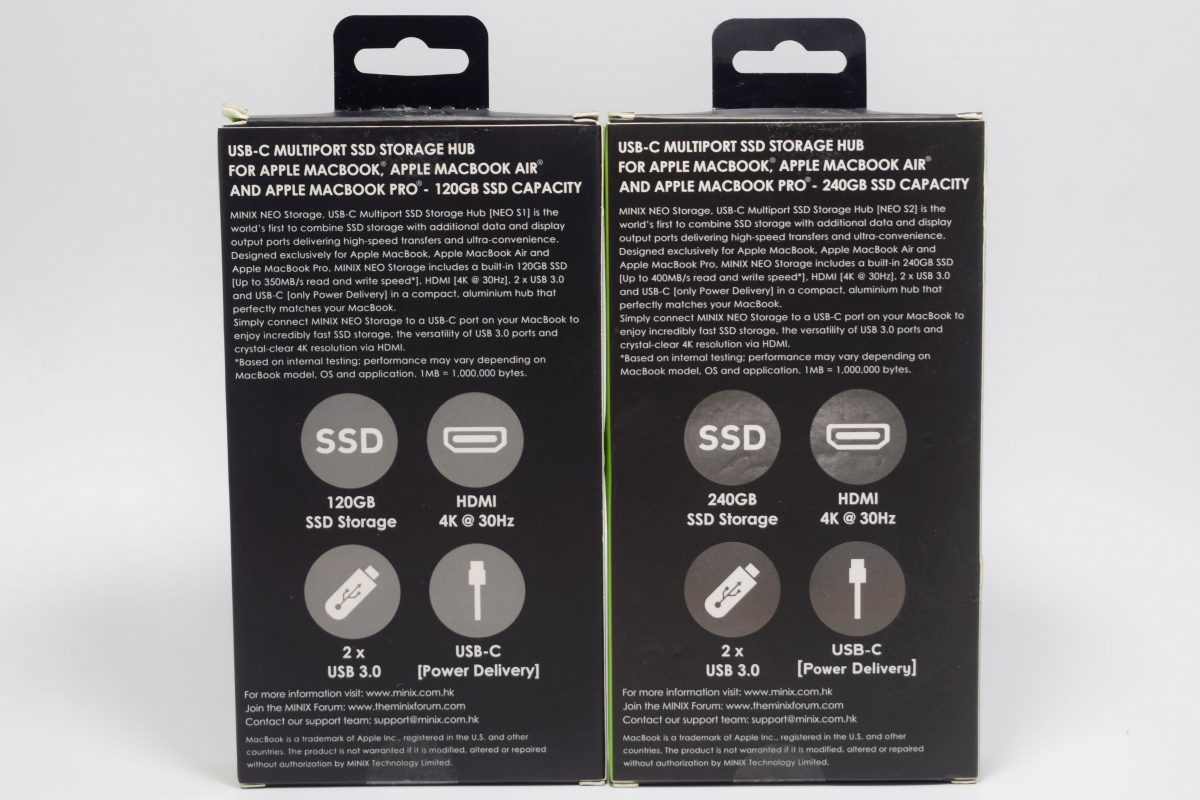 USB-C MULTIPORT SSD STORAGE HUB
FOR APPLE MACBOOK®, APPLE MACBOOK AIR®
AND APPLE MACBOOK PRO® - 120GB SSD CAPACITY
MINIX NEO Storage, USB-C Multiport SSD Storage Hub [NEO S1] is the
world's first to combine SSD storage with additional data and display
output ports delivering high-speed transfers and ultra-convenience.
Designed exclusively for Apple MacBook, Apple MacBook Air and
Apple MacBook Pro, MINIX NEO Storage includes a built-in 120GB SSD
[Up to 350MB/s read and write speed*], HDMI [4K @ 30Hz], 2 x USB 3.0
and USB-C [only Power Delivery] in a compact, aluminium hub that
perfectly matches your MacBook.
Simply connect MINIX NEO Storage to a USB-C port on your MacBook to
enjoy incredibly fast SSD storage, the versatility of USB 3.0 ports and
crystal-clear 4K resolution via HDMI.
*Based on internal testing; performance may vary depending on
MacBook model, OS and application. 1MB = 1,000,000 bytes.
SSD
120GB
SSD Storage
HDMI
4K @ 30Hz
2 x
USB 3.0
USB-C
[Power Delivery]
For more information visit: www.minix.com.hk
Join the MINIX Forum: www.theminixforum.com
Contact our support team: support@minix.com.hk
MacBook is a trademark of Apple Inc., registered in the U.S. and other
countries. The product is not warranted if it is modified, altered or repaired
without authorization by MINIX Technology Limited.
USB-C MULTIPORT SSD STORAGE HUB
FOR APPLE MACBOOK®, APPLE MACBOOK AIR®
AND APPLE MACBOOK PRO® - 240GB SSD CAPACITY
MINIX NEO Storage, USB-C Multiport SSD Storage Hub [NEO S2] is the
world's first to combine SSD storage with additional data and display
output ports delivering high-speed transfers and ultra-convenience.
Designed exclusively for Apple MacBook, Apple MacBook Air and
Apple MacBook Pro, MINIX NEO Storage includes a built-in 240GB SSD
[Up to 400MB/s read and write speed*], HDMI [4K @ 30Hz], 2 x USB 3.0
and USB-C [only Power Delivery] in a compact, aluminium hub that
perfectly matches your MacBook.
Simply connect MINIX NEO Storage to a USB-C port on your MacBook to
enjoy incredibly fast SSD storage, the versatility of USB 3.0 ports and
crystal-clear 4K resolution via HDMI.
*Based on internal testing; performance may vary depending on
MacBook model, OS and application. 1MB = 1,000,000 bytes.
SSD
240GB
SSD Storage
HDMI
4K @ 30Hz
2 x
USB 3.0
USB-C
[Power Delivery]
For more information visit: www.minix.com.hk
Join the MINIX Forum: www.theminixforum.com
Contact our support team: support@minix.com.hk
MacBook is a trademark of Apple Inc., registered in the U.S. and other
countries. The product is not warranted if it is modified, altered or repaired
without authorization by MINIX Technology Limited.